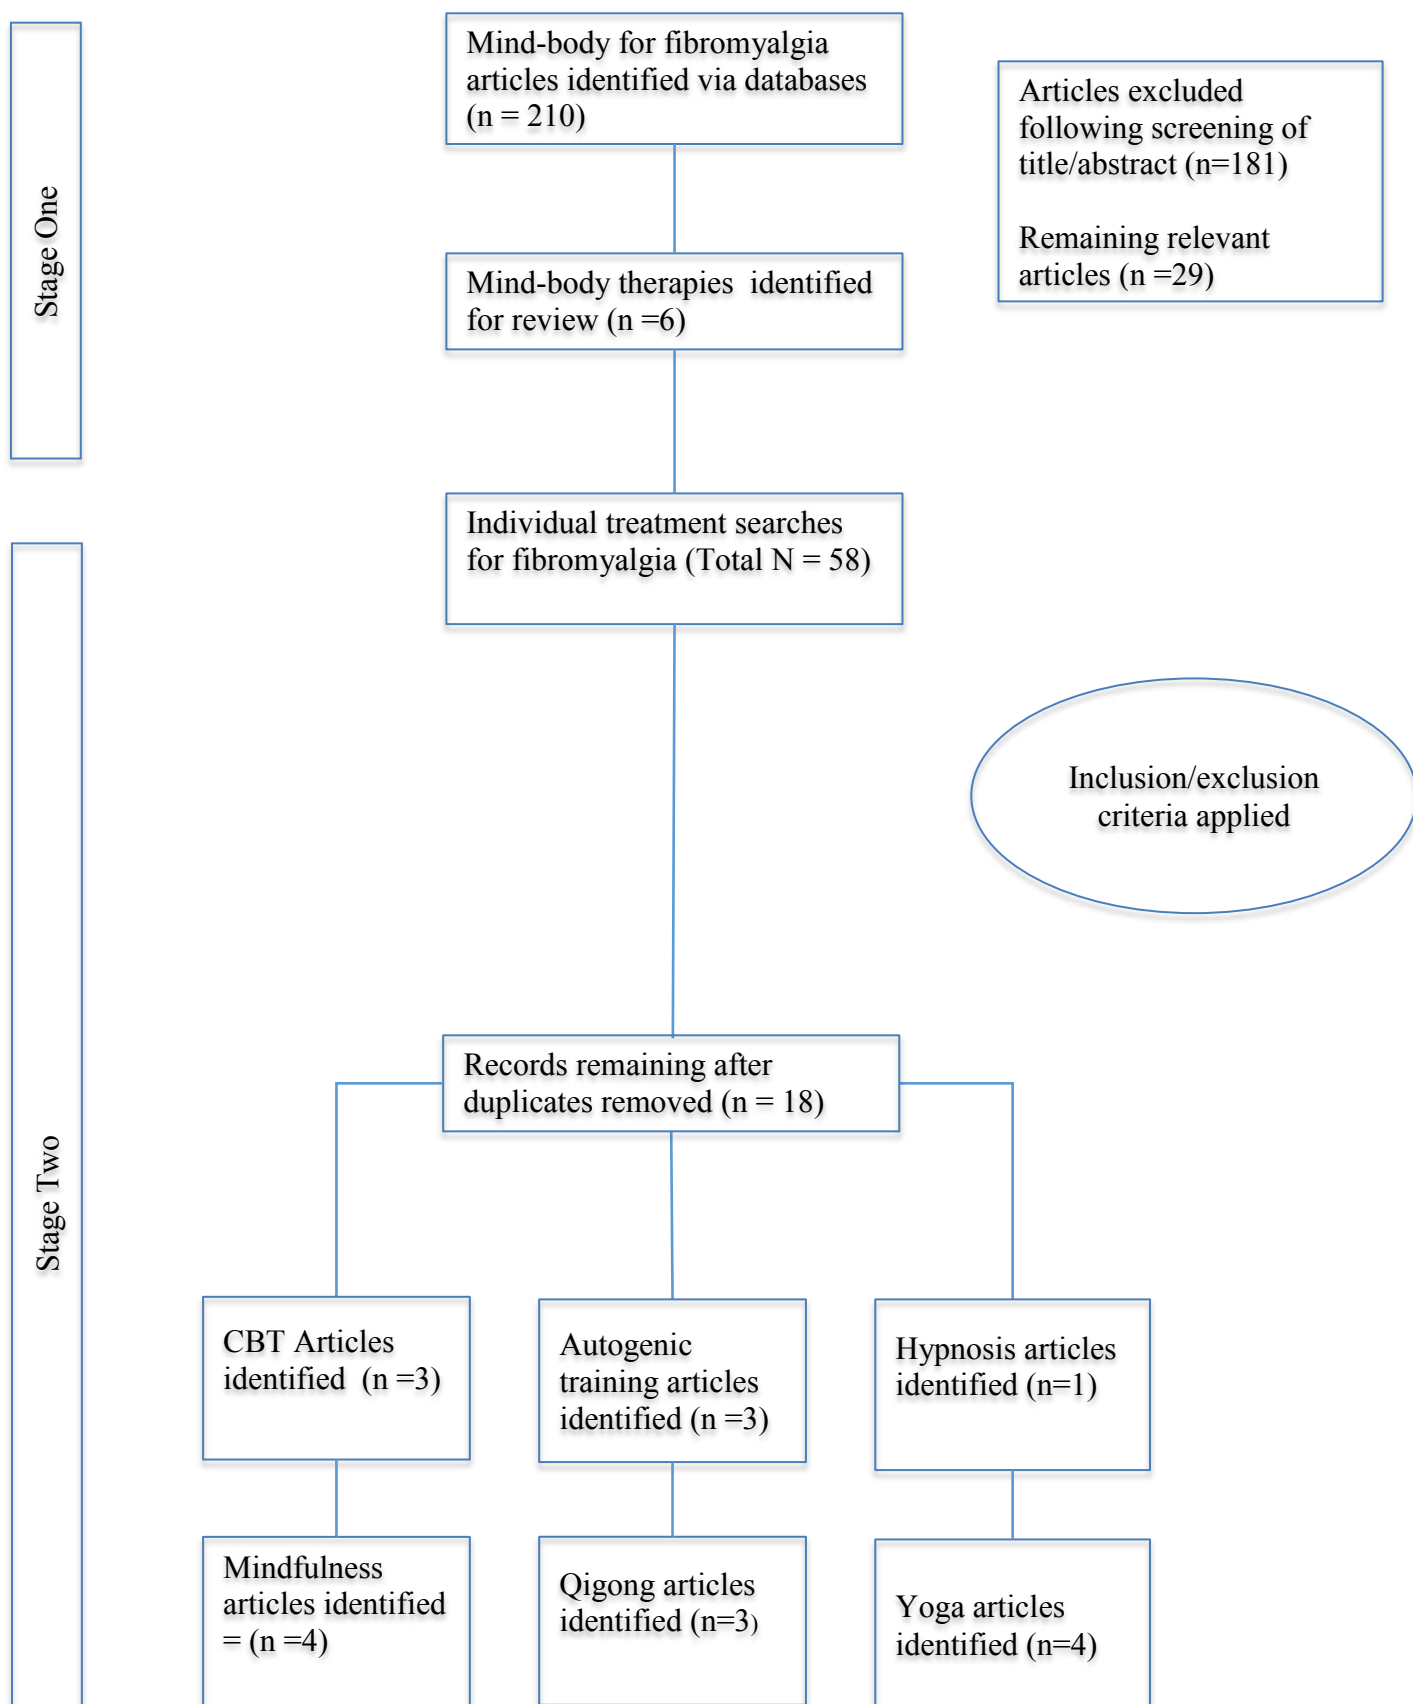 Stage One
Mind-body for fibromyalgia
articles identified via databases
(n = 210)
Articles excluded
following screening of
title/abstract (n=181)
Remaining relevant
articles (n =29)
Mind-body therapies  identified
for review (n =6)
Individual treatment searches
for fibromyalgia (Total N = 58)
Stage Two
Inclusion/exclusion
criteria applied
Records remaining after
duplicates removed (n = 18)
CBT Articles
identified  (n =3)
Autogenic
training articles
identified (n =3)
Hypnosis articles
identified (n=1)
Mindfulness
articles identified
= (n =4)
Qigong articles
identified (n=3)
Yoga articles
identified (n=4)